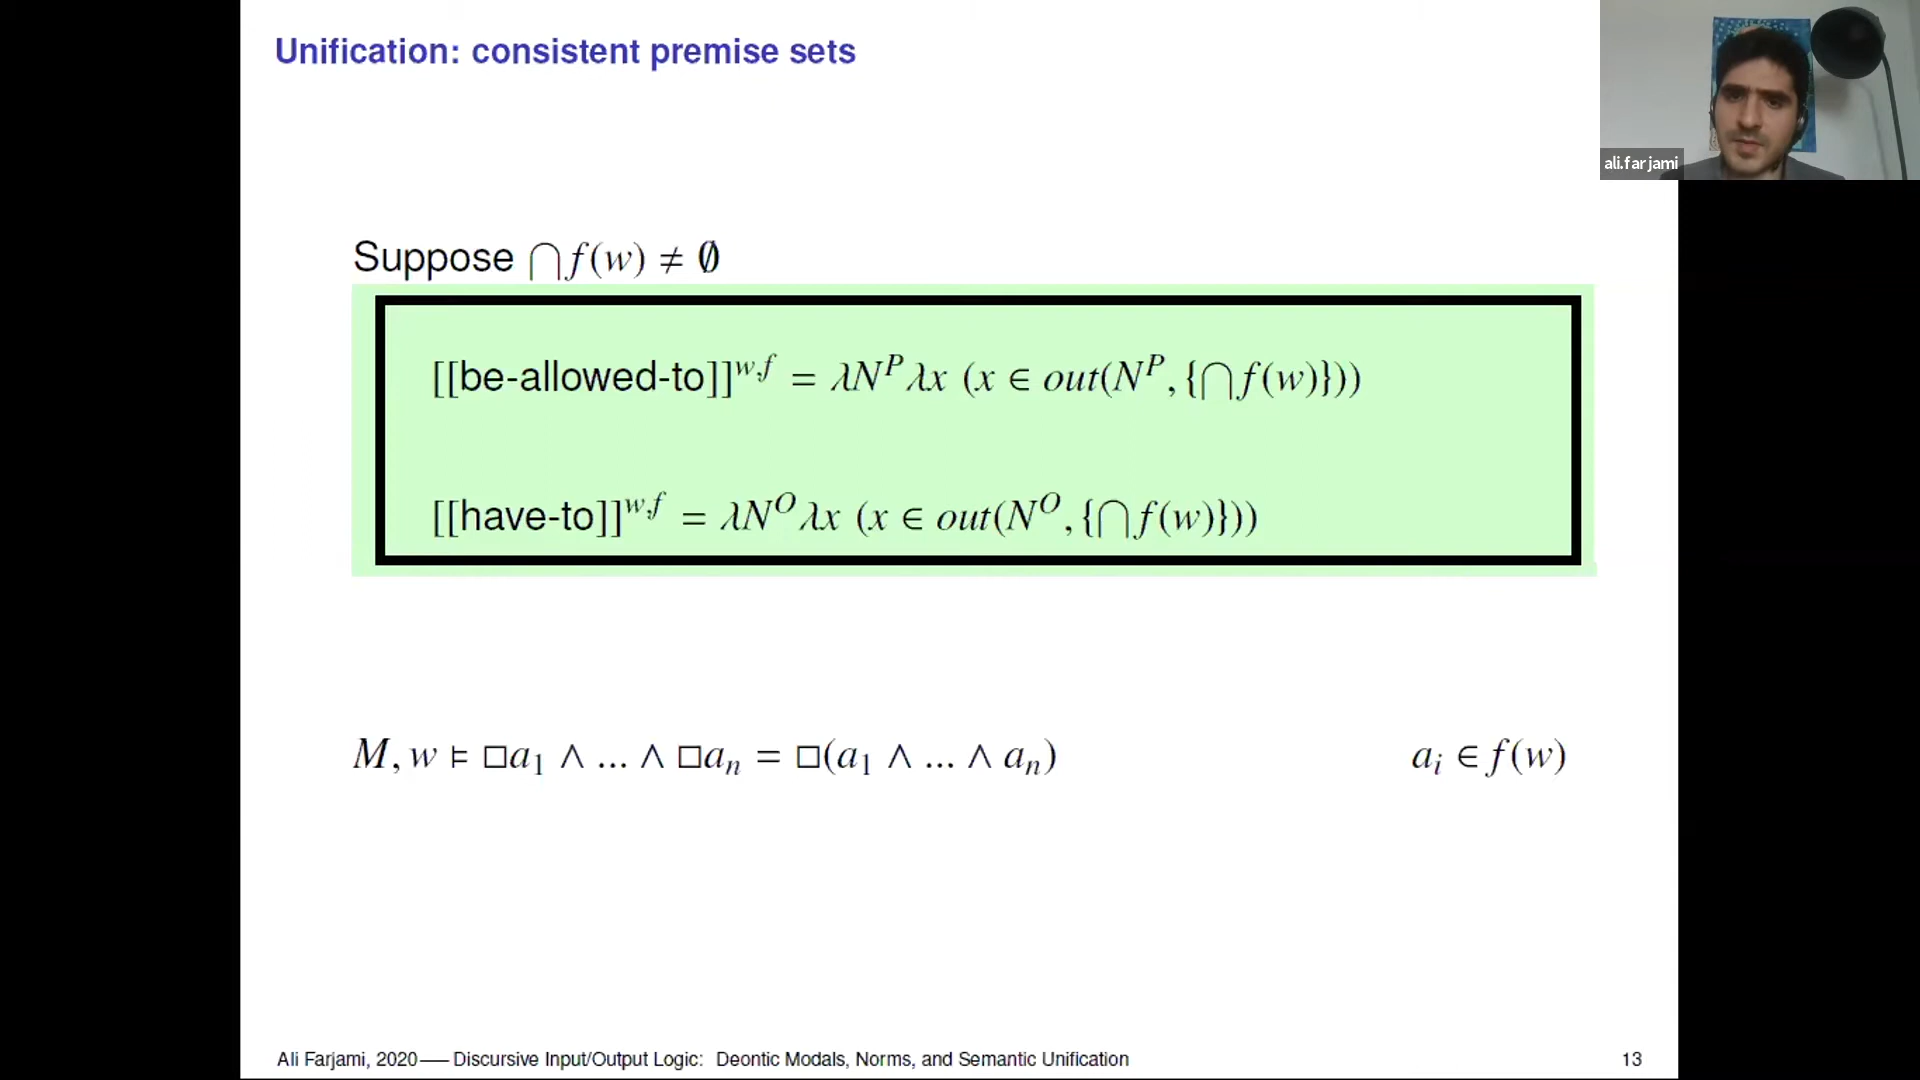 Unification: consistent premise sets
ali.farjami
Suppose ⋂ f(w) ≠ ∅
[[be-allowed-to]]^{w,f} = λN^P λx (x ∈ out(N^P, {⋂ f(w)}))
[[have-to]]^{w,f} = λN^O λx (x ∈ out(N^O, {⋂ f(w)}))
M, w ⊨ □a₁ ∧ ... ∧ □aₙ = □(a₁ ∧ ... ∧ aₙ) aᵢ ∈ f(w)
Ali Farjami, 2020—– Discursive Input/Output Logic: Deontic Modals, Norms, and Semantic Unification 13